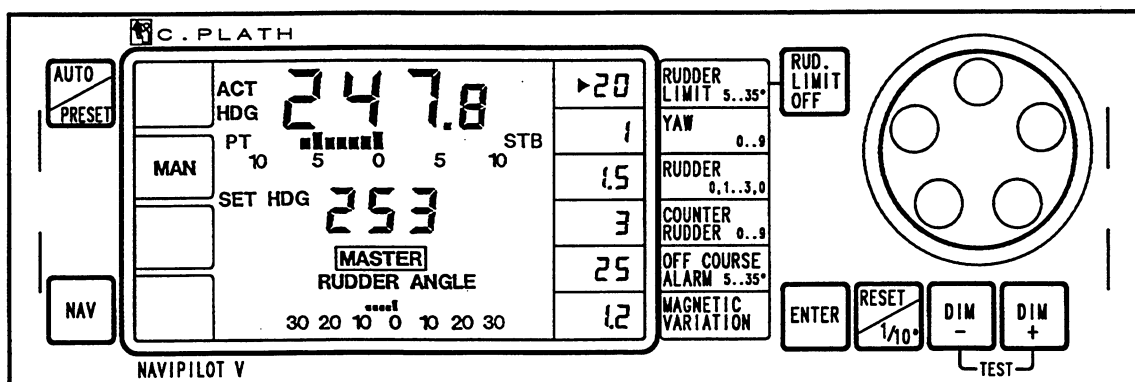 C. PLATH
AUTO
PRESET
ACT
HDG
247.8
PT
STB
10 5 0 5 10
MAN
SET HDG
253
MASTER
RUDDER ANGLE
30 20 10 0 10 20 30
NAV
20
1
1.5
3
25
1.2
RUDDER
LIMIT 5..35°
YAW
0..9
RUDDER
0,1..3,0
COUNTER
RUDDER 0..9
OFF COURSE
ALARM 5..35°
MAGNETIC
VARIATION
RUD.
LIMIT
OFF
ENTER
RESET
1/10°
DIM
-
DIM
+
TEST
NAVIPILOT V